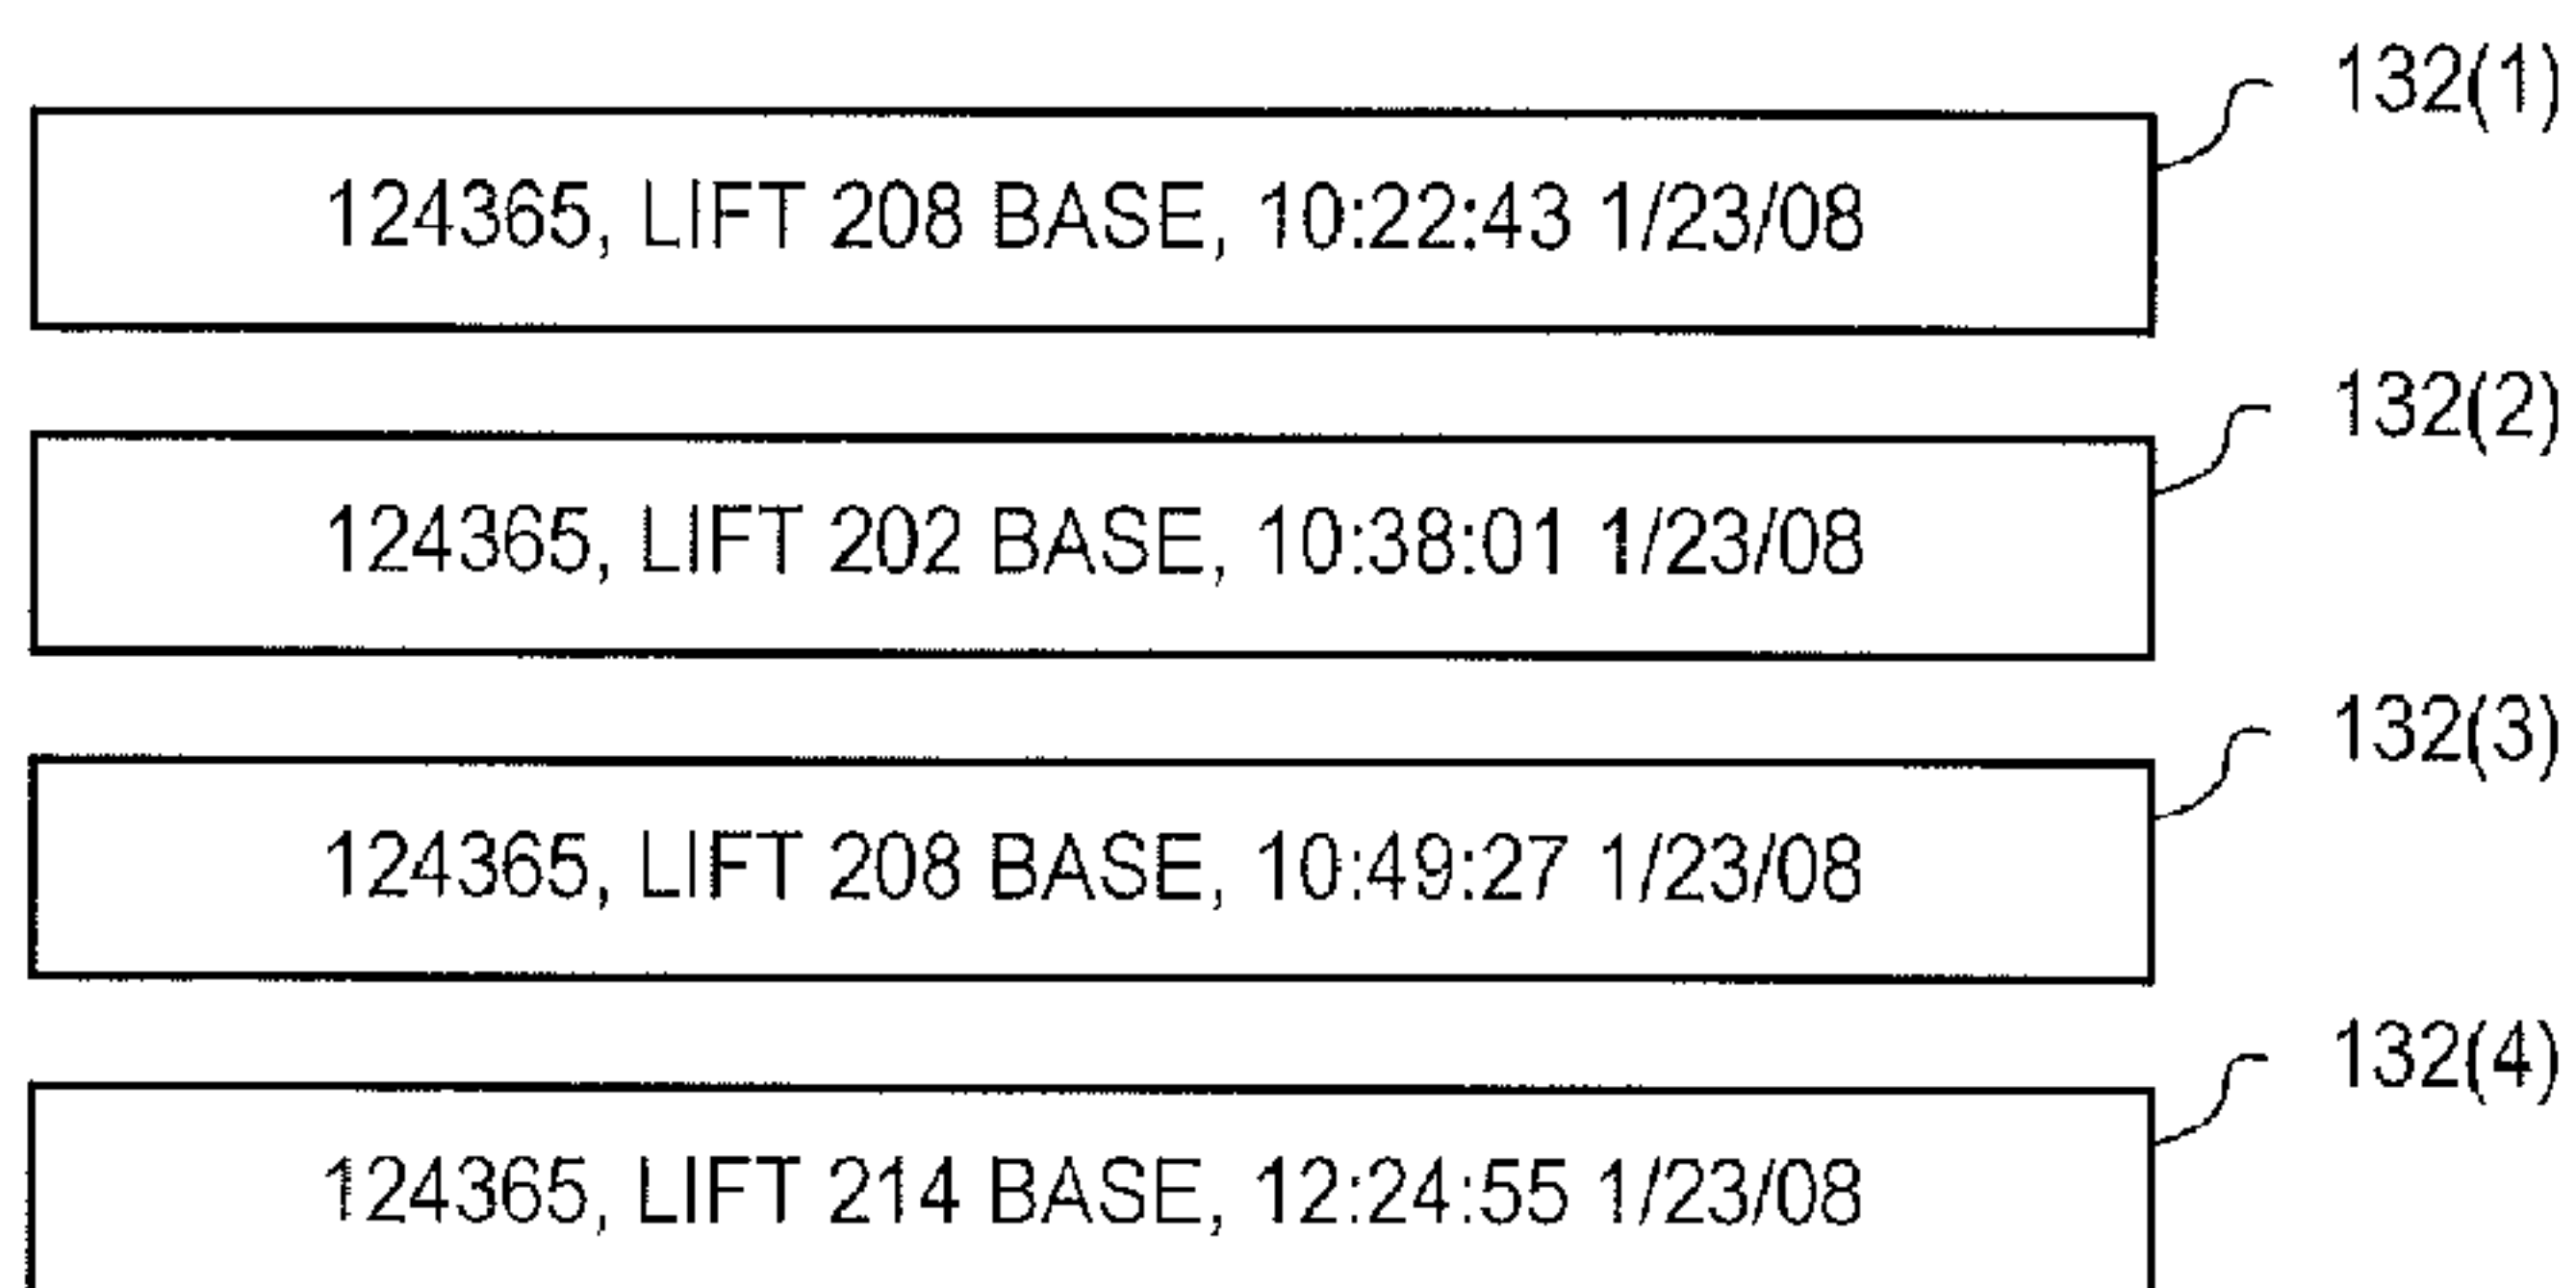 132(1)
124365, LIFT 208 BASE, 10:22:43 1/23/08
132(2)
124365, LIFT 202 BASE, 10:38:01 1/23/08
132(3)
124365, LIFT 208 BASE, 10:49:27 1/23/08
132(4)
124365, LIFT 214 BASE, 12:24:55 1/23/08